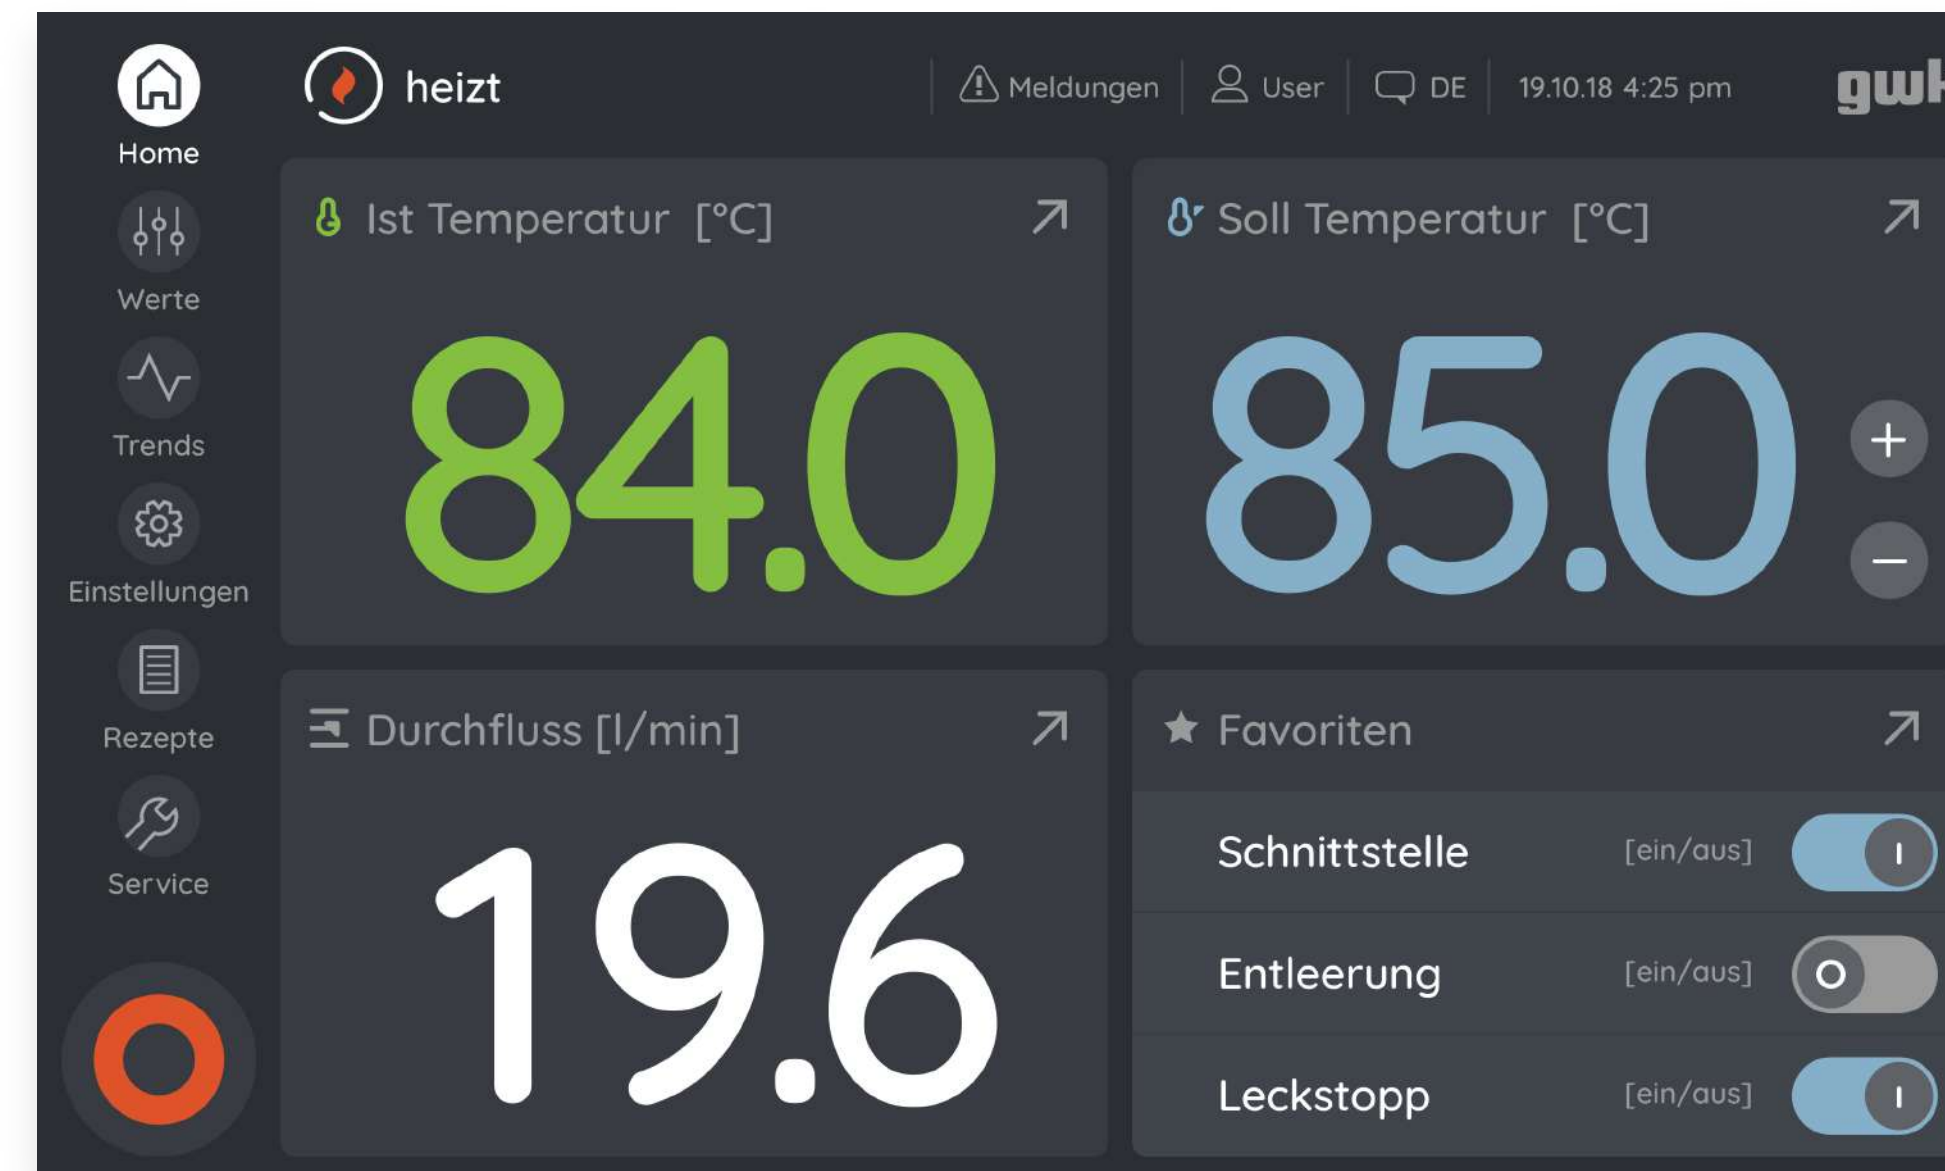 heizt
Meldungen
User
DE
19.10.18 4:25 pm
gwk
Home
Werte
Trends
Einstellungen
Rezepte
Service
Ist Temperatur [°C]
84.0
Soll Temperatur [°C]
85.0
Durchfluss [l/min]
19.6
Favoriten
Schnittstelle [ein/aus]
Entleerung [ein/aus]
Leckstopp [ein/aus]